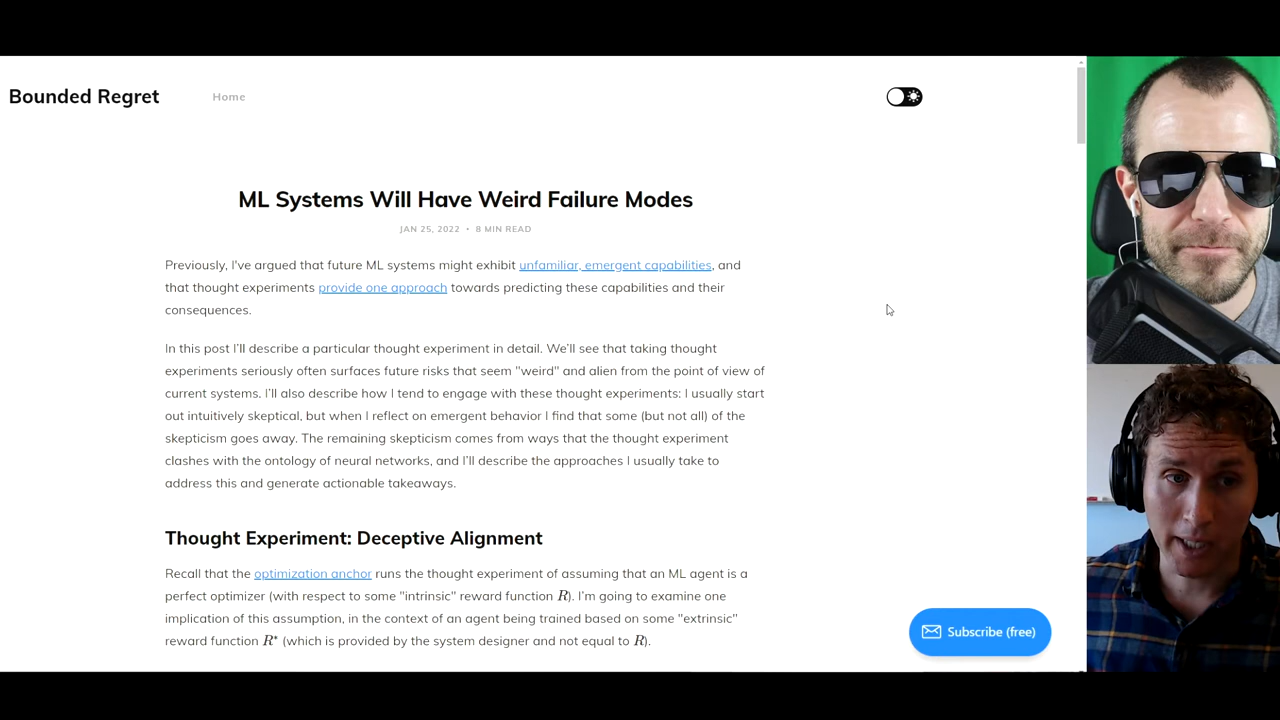 Bounded Regret
Home
ML Systems Will Have Weird Failure Modes
JAN 25, 2022 • 8 MIN READ
Previously, I've argued that future ML systems might exhibit unfamiliar, emergent capabilities, and
that thought experiments provide one approach towards predicting these capabilities and their
consequences.
In this post I'll describe a particular thought experiment in detail. We'll see that taking thought
experiments seriously often surfaces future risks that seem "weird" and alien from the point of view of
current systems. I'll also describe how I tend to engage with these thought experiments: I usually start
out intuitively skeptical, but when I reflect on emergent behavior I find that some (but not all) of the
skepticism goes away. The remaining skepticism comes from ways that the thought experiment
clashes with the ontology of neural networks, and I'll describe the approaches I usually take to
address this and generate actionable takeaways.
Thought Experiment: Deceptive Alignment
Recall that the optimization anchor runs the thought experiment of assuming that an ML agent is a
perfect optimizer (with respect to some "intrinsic" reward function R). I'm going to examine one
implication of this assumption, in the context of an agent being trained based on some "extrinsic"
reward function R* (which is provided by the system designer and not equal to R).
Subscribe (free)